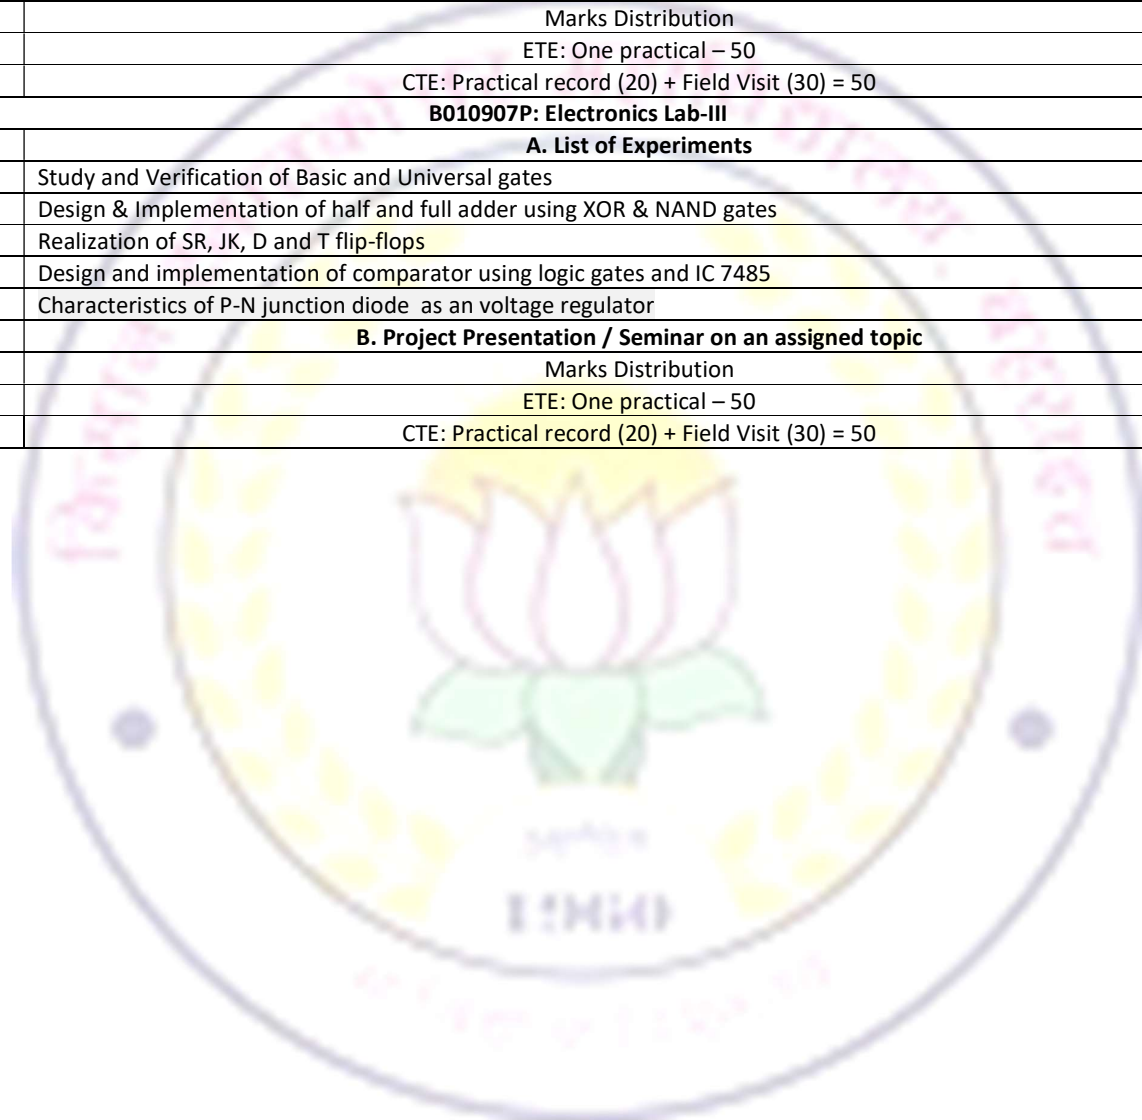 Marks Distribution
ETE: One practical – 50
CTE: Practical record (20) + Field Visit (30) = 50
B010907P: Electronics Lab-III
A. List of Experiments
Study and Verification of Basic and Universal gates
Design & Implementation of half and full adder using XOR & NAND gates
Realization of SR, JK, D and T flip-flops
Design and implementation of comparator using logic gates and IC 7485
Characteristics of P-N junction diode  as an voltage regulator
B. Project Presentation / Seminar on an assigned topic
Marks Distribution
ETE: One practical – 50
CTE: Practical record (20) + Field Visit (30) = 50